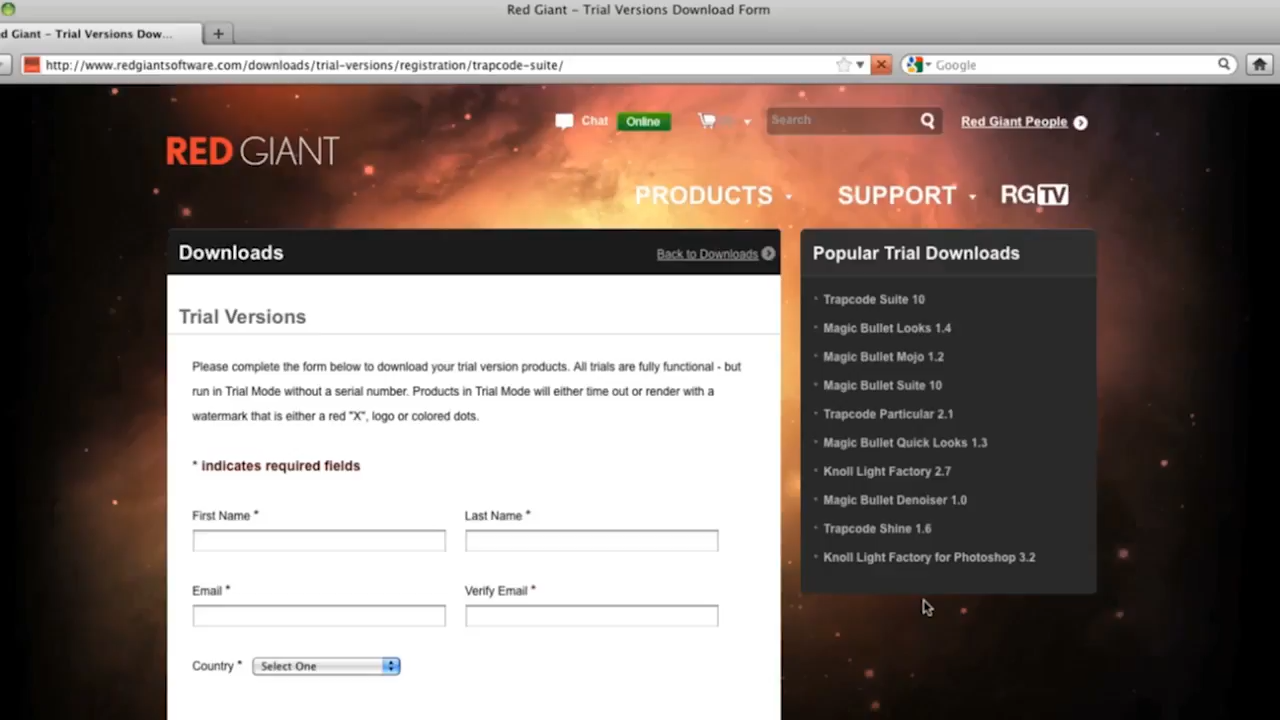 Red Giant – Trial Versions Download Form
d Giant – Trial Versions Dow...
http://www.redgiantsoftware.com/downloads/trial-versions/registration/trapcode-suite/
Google
Chat
Online
Search
Red Giant People
RED GIANT
PRODUCTS
SUPPORT
RGTV
Downloads
Back to Downloads
Trial Versions
Please complete the form below to download your trial version products. All trials are fully functional - but
run in Trial Mode without a serial number. Products in Trial Mode will either time out or render with a
watermark that is either a red "X", logo or colored dots.
* indicates required fields
First Name *
Last Name *
Email *
Verify Email *
Country *
Select One
Popular Trial Downloads
Trapcode Suite 10
Magic Bullet Looks 1.4
Magic Bullet Mojo 1.2
Magic Bullet Suite 10
Trapcode Particular 2.1
Magic Bullet Quick Looks 1.3
Knoll Light Factory 2.7
Magic Bullet Denoiser 1.0
Trapcode Shine 1.6
Knoll Light Factory for Photoshop 3.2